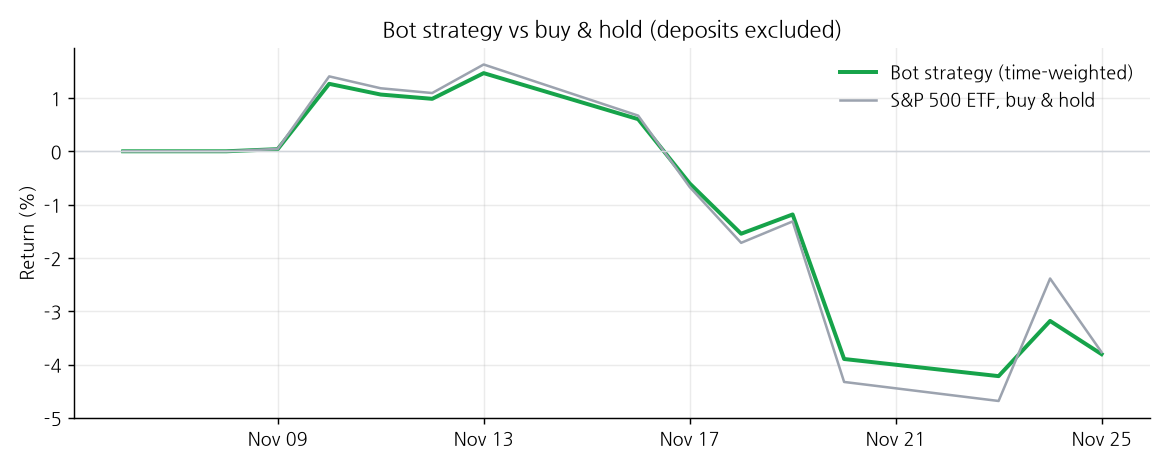 Bot strategy vs buy & hold (deposits excluded)
Bot strategy (time-weighted)
S&P 500 ETF, buy & hold
Return (%)
1
0
-1
-2
-3
-4
-5
Nov 09
Nov 13
Nov 17
Nov 21
Nov 25